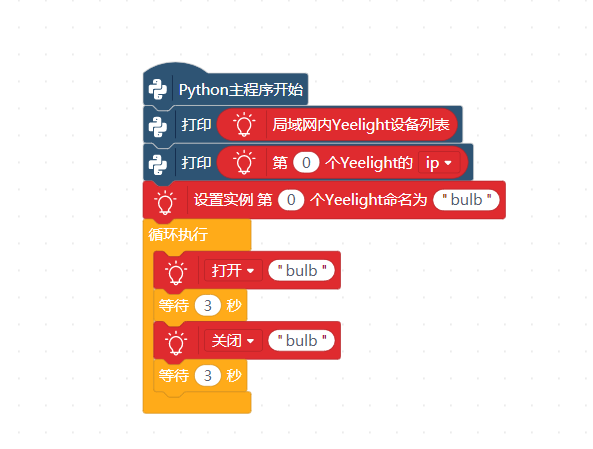 Python主程序开始
打印 局域网内Yeelight设备列表
打印 第 0 个Yeelight的 ip
设置实例 第 0 个Yeelight命名为 "bulb"
循环执行
打开 "bulb"
等待 3 秒
关闭 "bulb"
等待 3 秒